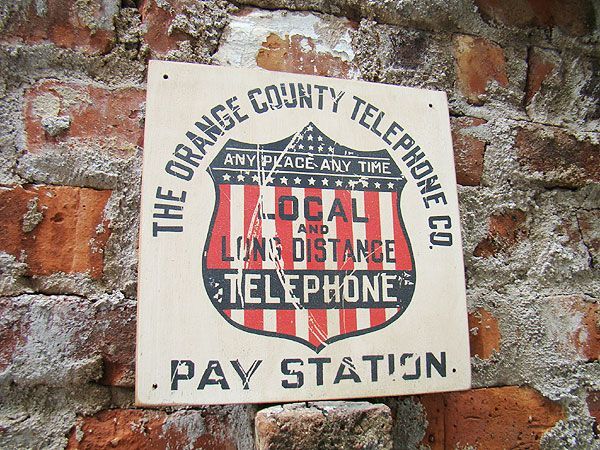 THE ORANGE COUNTY TELEPHONE CO.
ANY PLACE ANY TIME
LOCAL
AND
LONG DISTANCE
TELEPHONE
PAY STATION.